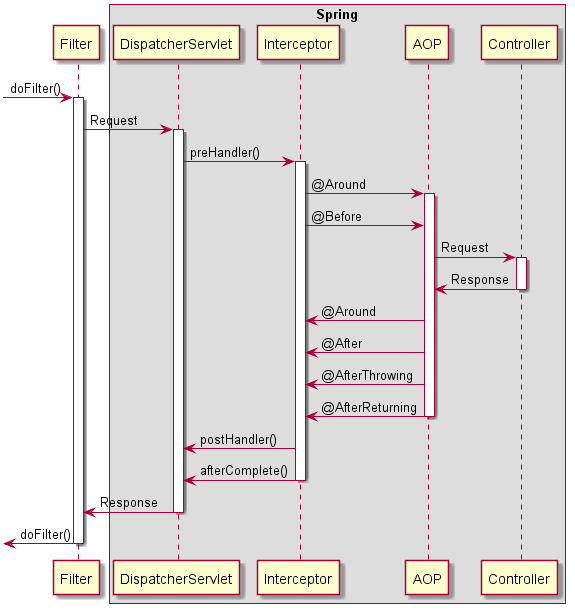 Spring
Filter
DispatcherServlet
Interceptor
AOP
Controller
doFilter()
Request
preHandler()
@Around
@Before
Request
Response
@Around
@After
@AfterThrowing
@AfterReturning
postHandler()
afterComplete()
Response
doFilter()
Filter
DispatcherServlet
Interceptor
AOP
Controller